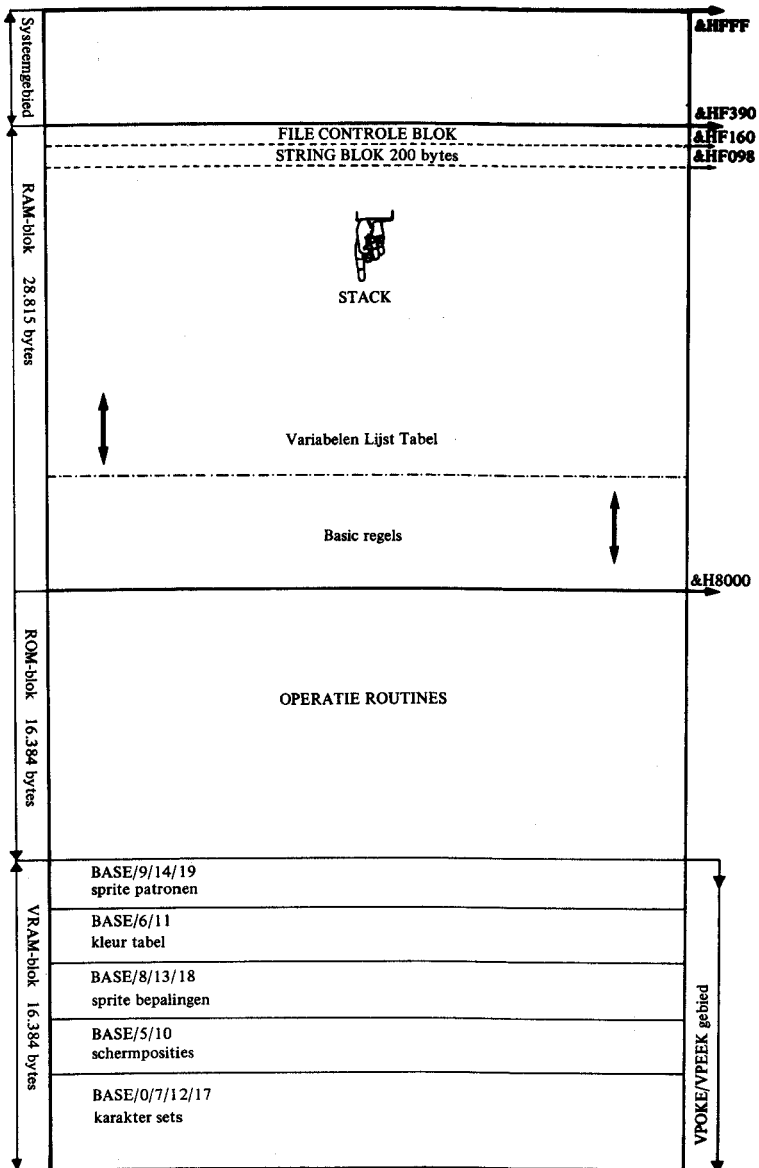 &HFFF
Systeemgebied
&HF390
FILE CONTROLE BLOK
&HF160
STRING BLOK 200 bytes
&HF098
RAM-blok 28.815 bytes
STACK
Variabelen Lijst Tabel
Basic regels
&H8000
ROM-blok 16.384 bytes
OPERATIE ROUTINES
VRAM-blok 16.384 bytes
BASE/9/14/19
sprite patronen
BASE/6/11
kleur tabel
BASE/8/13/18
sprite bepalingen
BASE/5/10
schermposities
BASE/0/7/12/17
karakter sets
VPOKE/VPEEK gebied